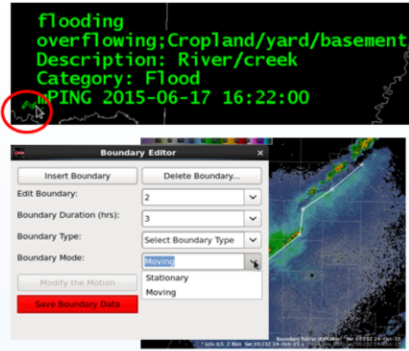 flooding
overflowing;Cropland/yard/basement
Description: River/creek
Category: Flood
mPING 2015-06-17 16:22:00
Boundary Editor
Insert Boundary
Delete Boundary...
Edit Boundary:
2
Boundary Duration (hrs):
3
Boundary Type:
Select Boundary Type
Boundary Mode:
Moving
Stationary
Moving
Modify the Motion
Save Boundary Data